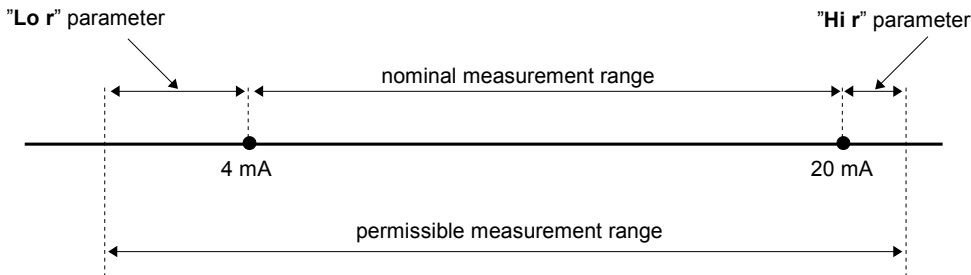 "Lo r" parameter
"Hi r" parameter
nominal measurement range
4 mA
20 mA
permissible measurement range